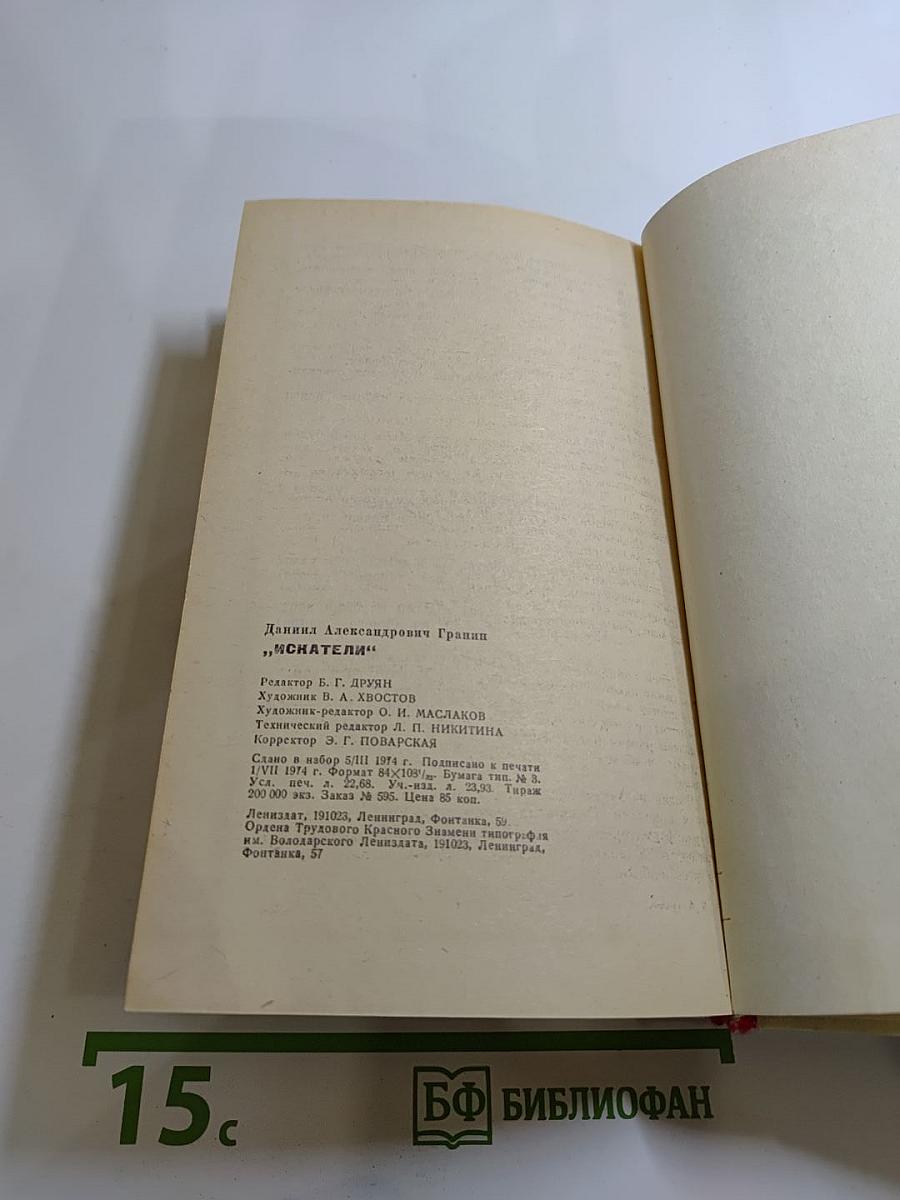 Даниил Александрович Гранин
„ИСКАТЕЛИ“
Редактор Б. Г. ДРУЯН
Художник В. А. ХВОСТОВ
Художник-редактор О. И. МАСЛАКОВ
Технический редактор Л. П. НИКИТИНА
Корректор Э. Г. ПОВАРСКАЯ
Сдано в набор 5/III 1974 г. Подписано к печати
1/VII 1974 г. Формат 84×108¹/₃₂. Бумага тип. № 3.
Усл. печ. л. 22,68. Уч.-изд. л. 23,93. Тираж
200 000 экз. Заказ № 595. Цена 85 коп.
Лениздат, 191023, Ленинград, Фонтанка, 59.
Ордена Трудового Красного Знамени типография
им. Володарского Лениздата, 191023, Ленинград,
Фонтанка, 57
15 с
БФ БИБЛИОФАН